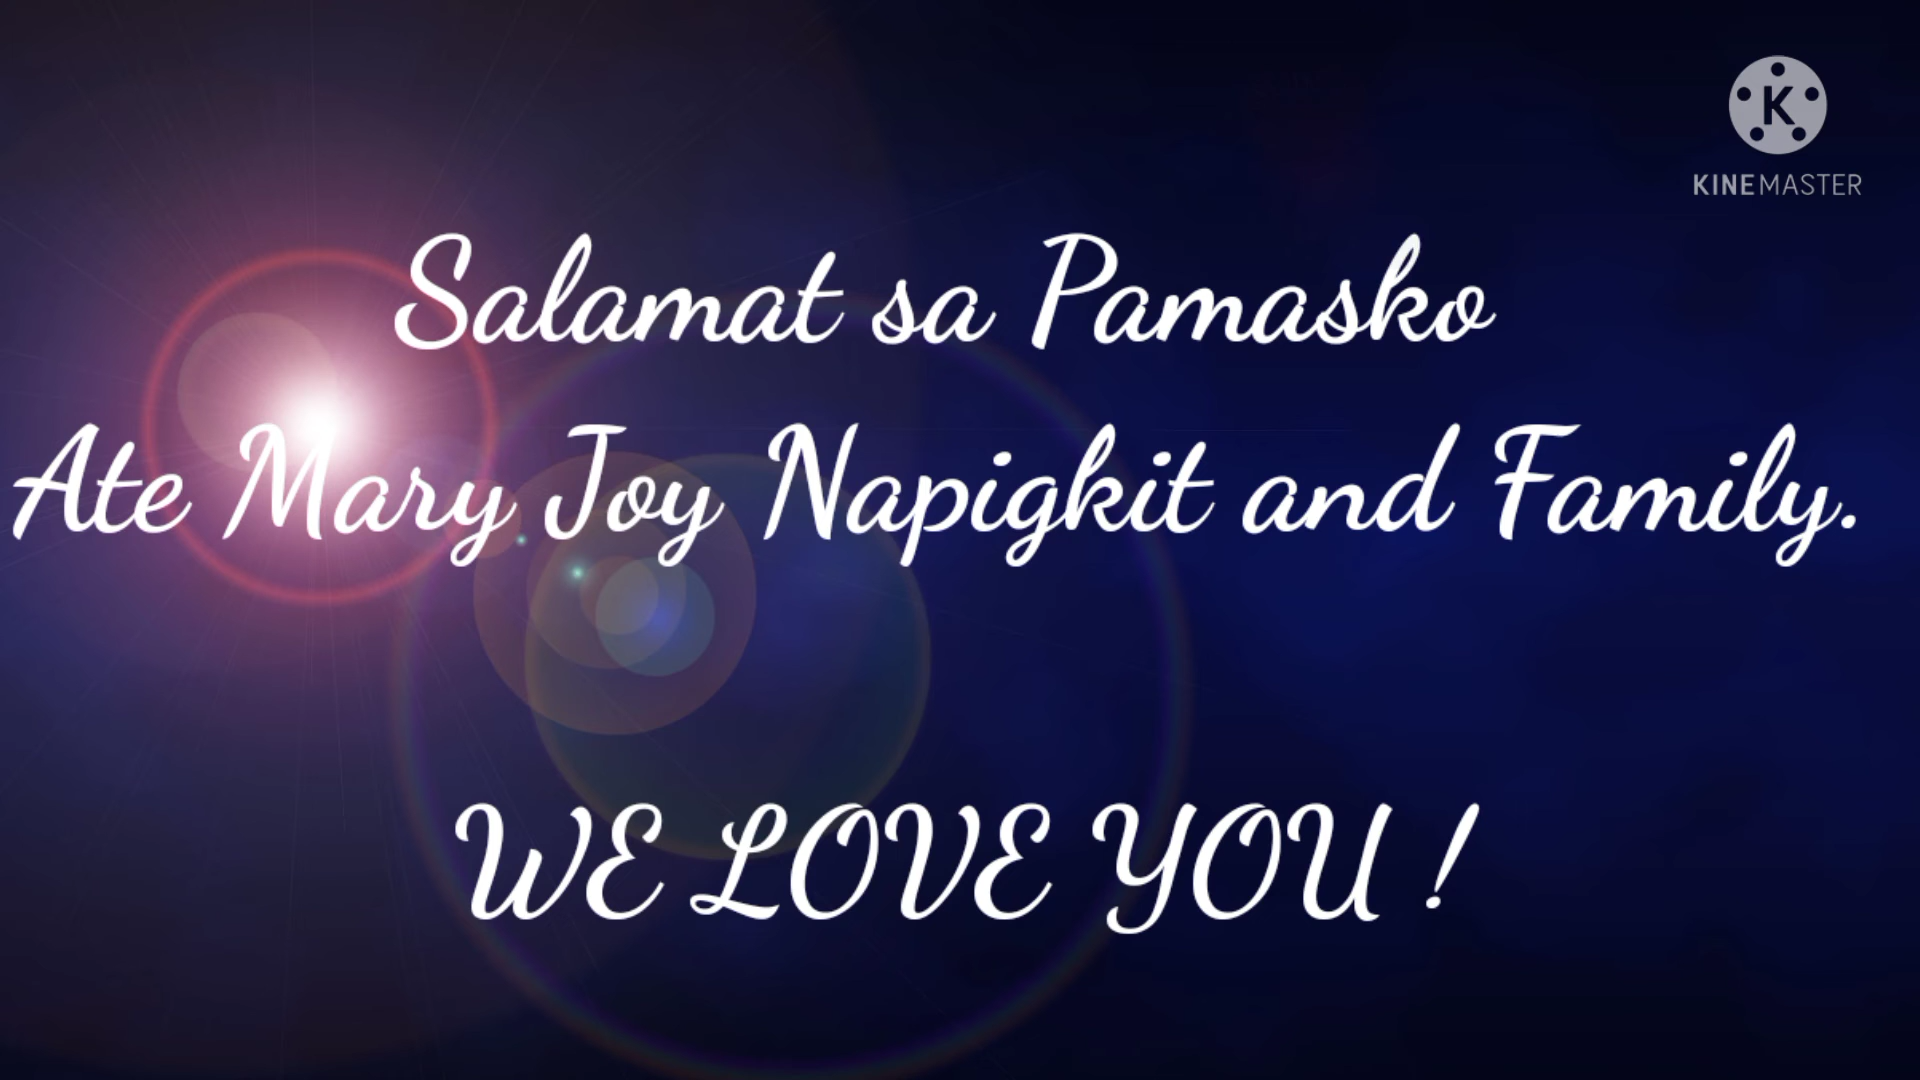 K
KINEMASTER
Salamat sa Pamasko
Ate Mary Joy Napigkit and Family.
WE LOVE YOU !